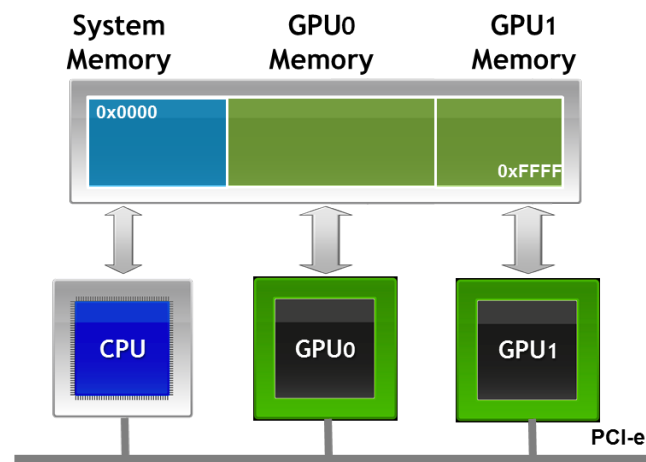 System
Memory
GPU0
Memory
GPU1
Memory
0x0000
0xFFFF
CPU
GPU0
GPU1
PCI-e